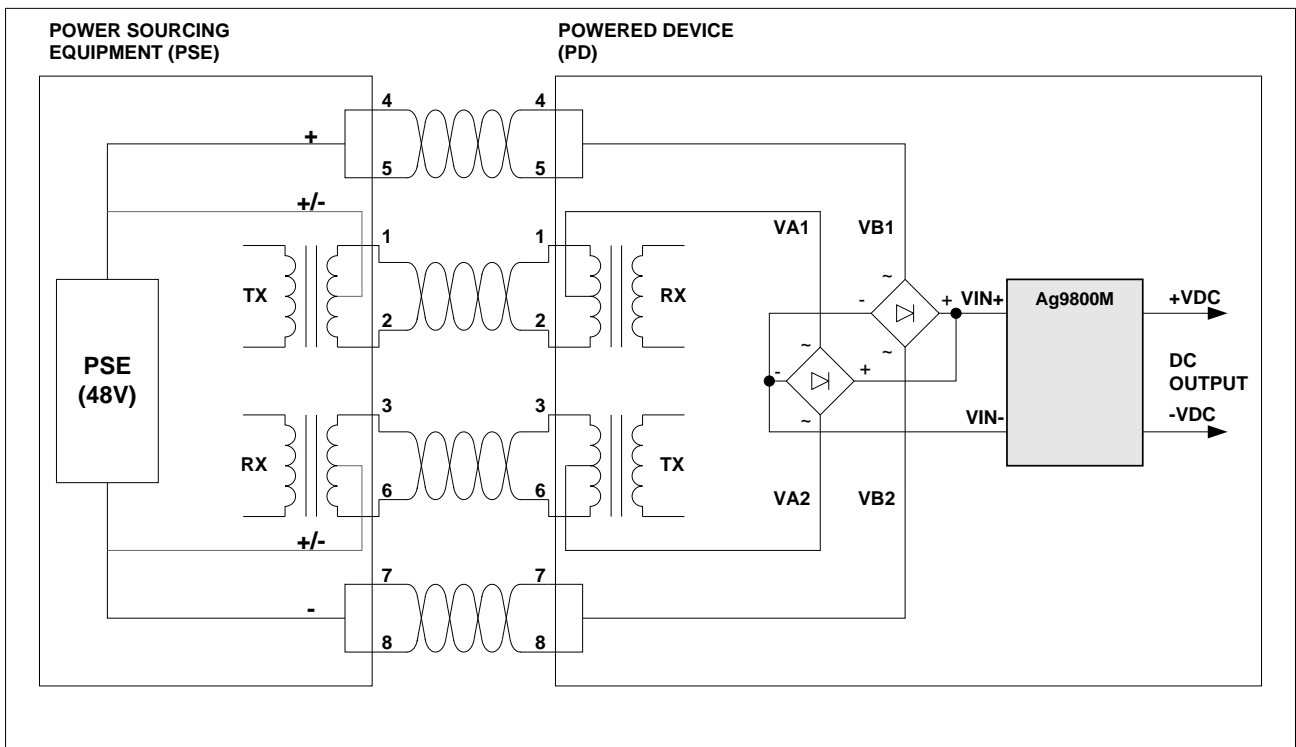 POWER SOURCING
EQUIPMENT (PSE)
POWERED DEVICE
(PD)
4
4
+
5
5
+/-
1
1
VA1
VB1
~
TX
RX
-
+
VIN+
Ag9800M
+VDC
2
2
~
~
PSE
(48V)
-
+
DC
OUTPUT
3
3
~
VIN-
-VDC
RX
TX
6
6
VA2
VB2
+/-
7
7
-
8
8